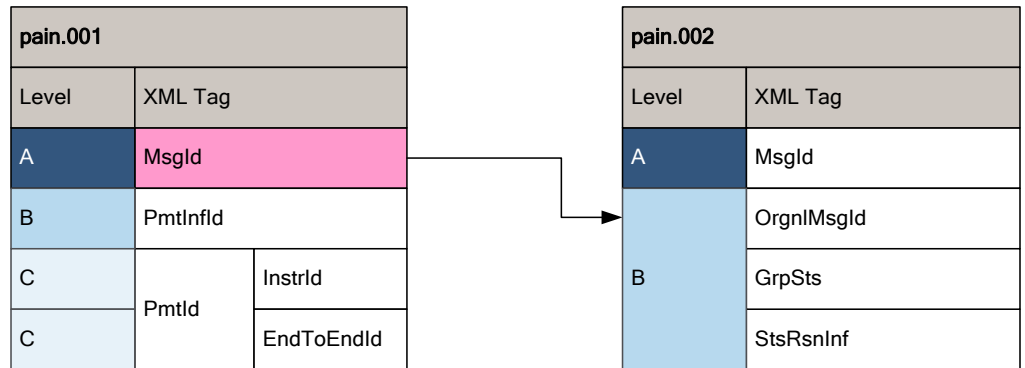 pain.001
Level XML Tag
A MsgId
B PmtInfId
C PmtId InstrId
C EndToEndId
pain.002
Level XML Tag
A MsgId
B OrgnlMsgId
GrpSts
StsRsnInf